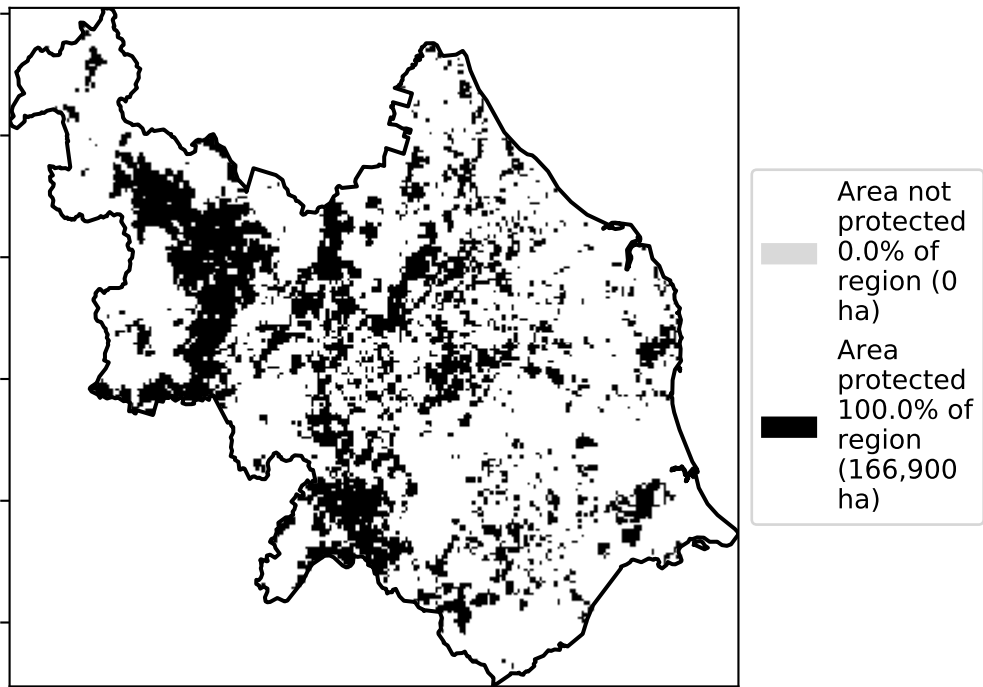 Area not
protected
0.0% of
region (0
ha)
Area
protected
100.0% of
region
(166,900
ha)